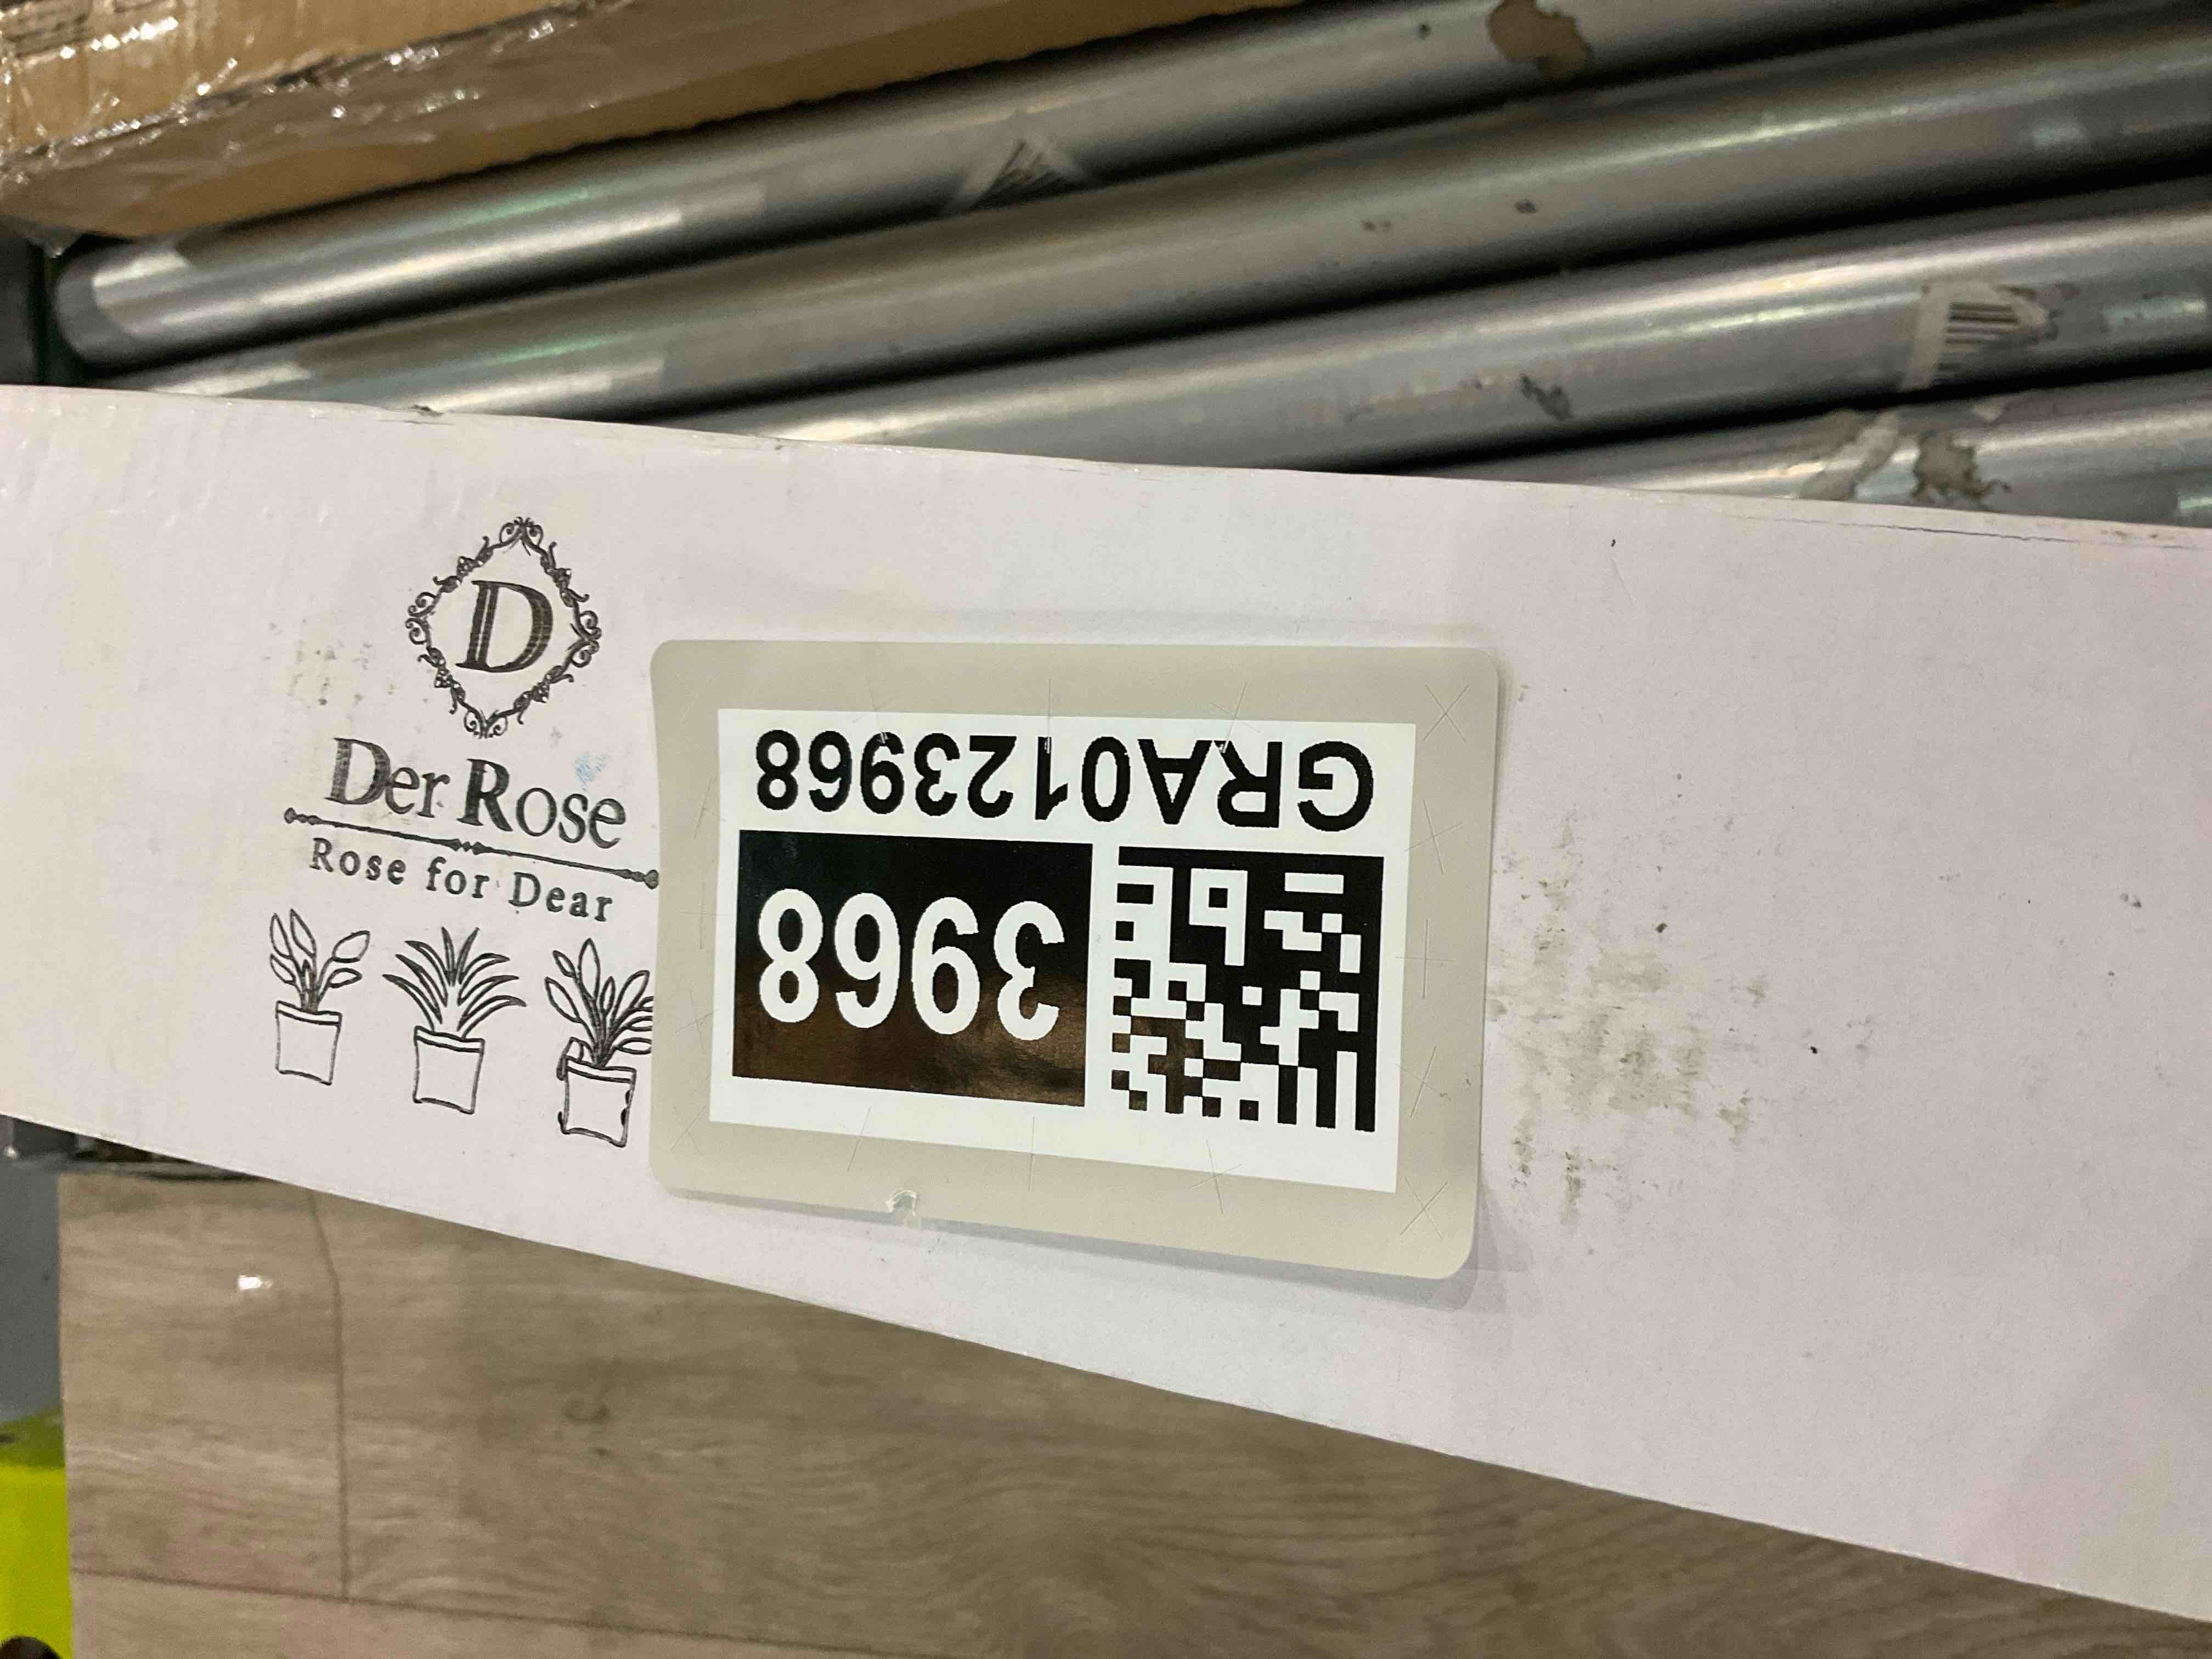 D
Der Rose
Rose for Dear
GRA0123968
3968